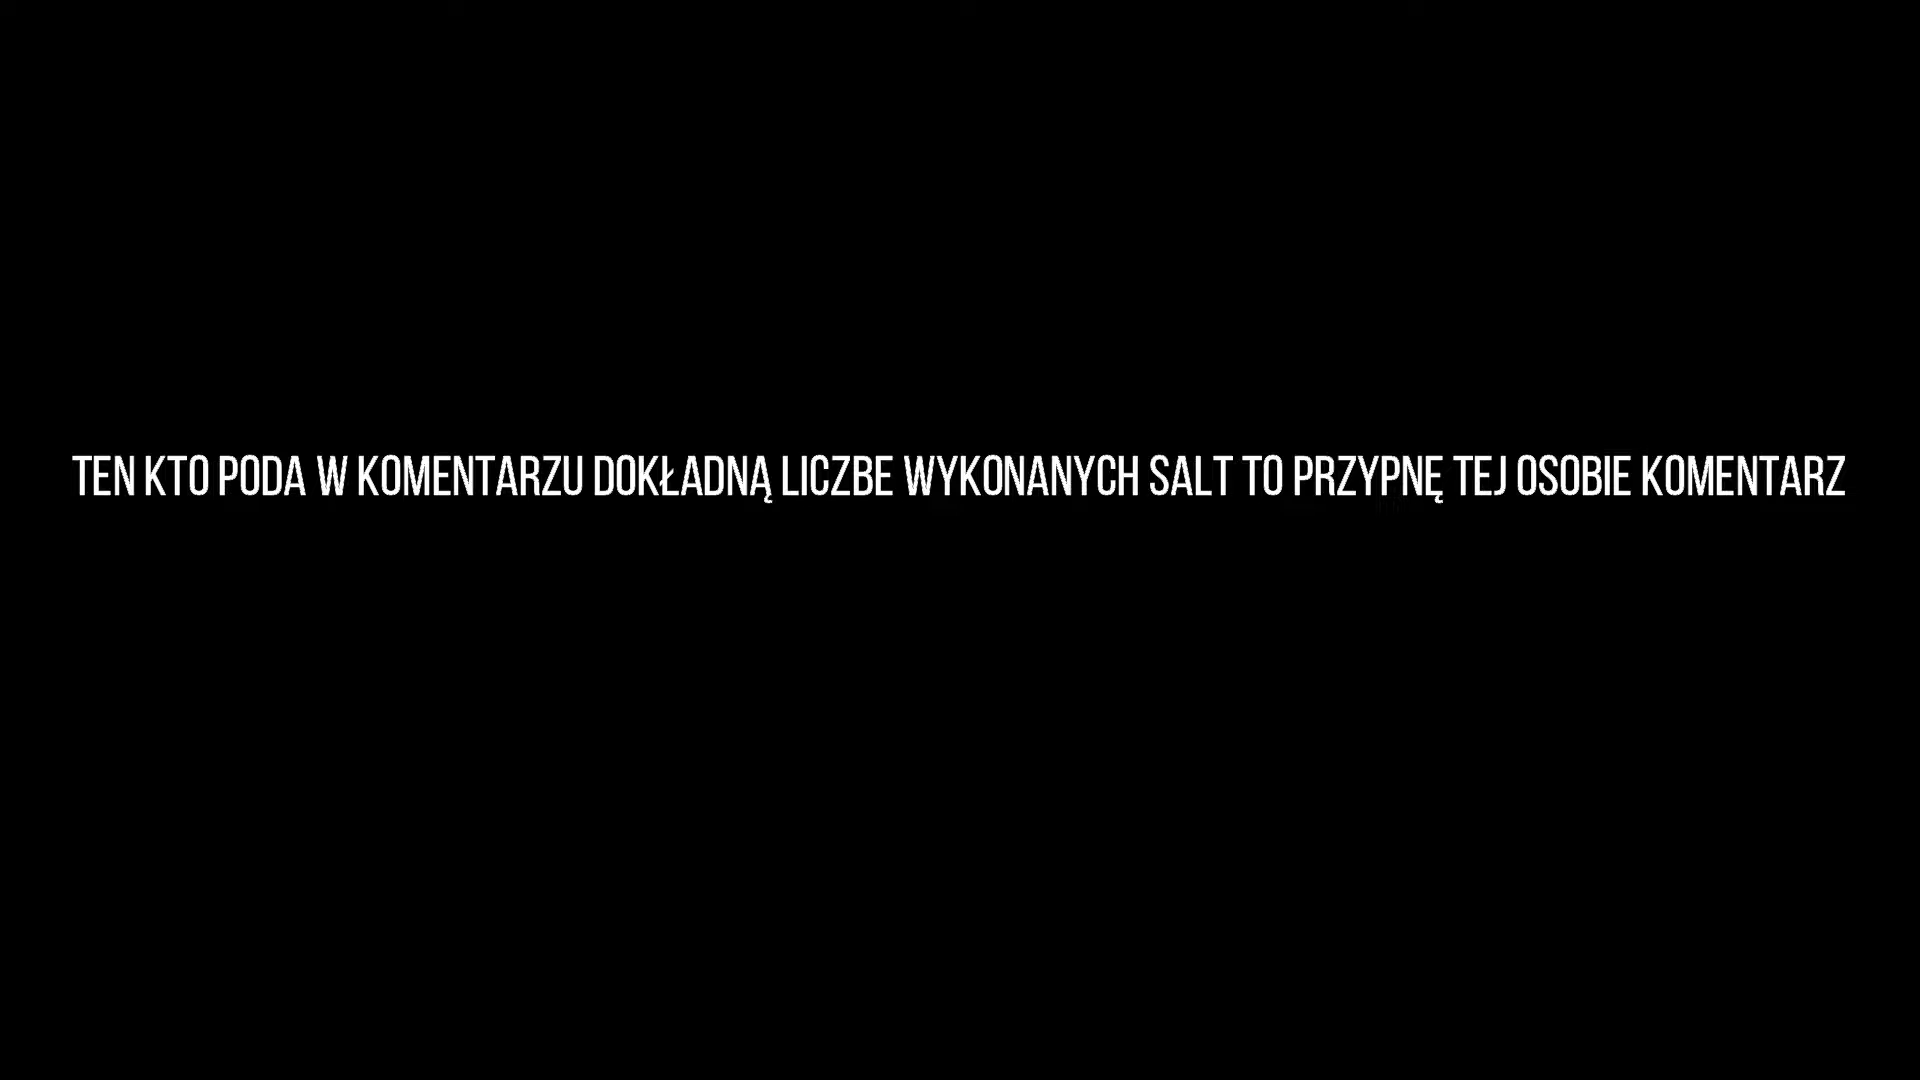 TEN KTO PODA W KOMENTARZU DOKŁADNĄ LICZBE WYKONANYCH SALT TO PRZYPNĘ TEJ OSOBIE KOMENTARZ